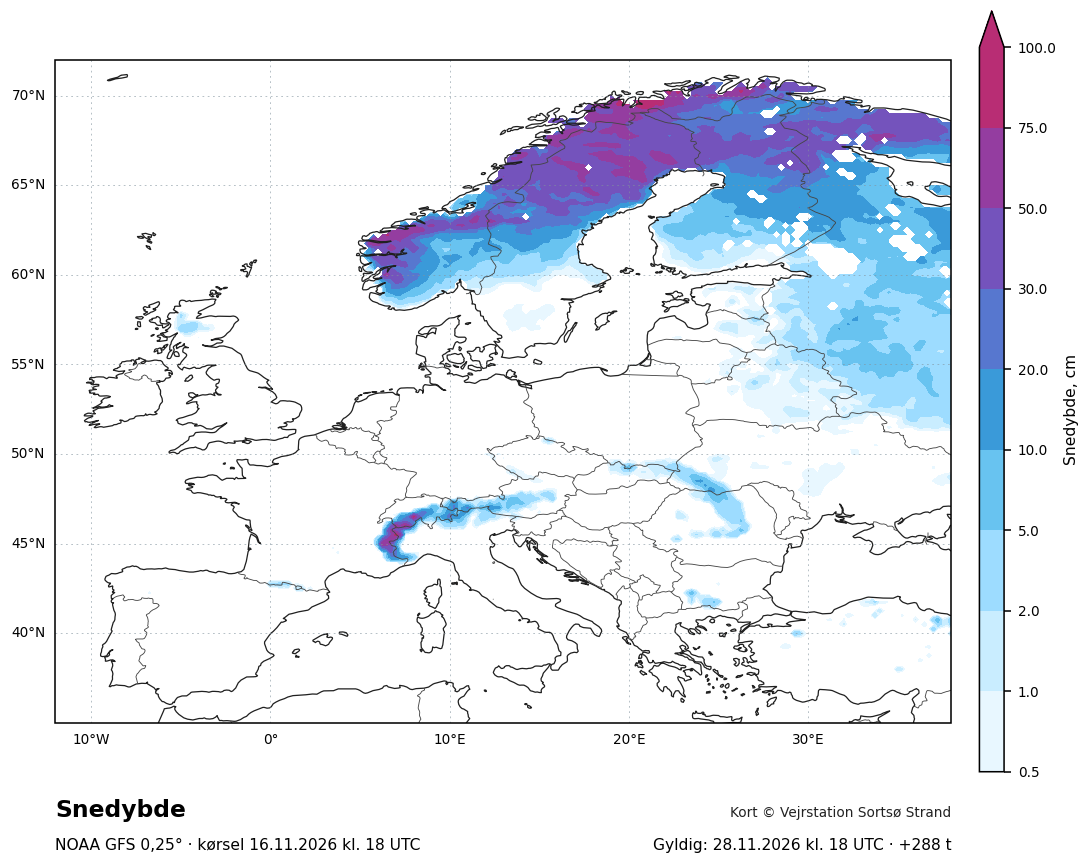 100.0
75.0
50.0
30.0
20.0
10.0
5.0
2.0
1.0
0.5
Snedybde, cm
70°N
65°N
60°N
55°N
50°N
45°N
40°N
10°W
0°
10°E
20°E
30°E
Snedybde
Kort © Vejrstation Sortsø Strand
NOAA GFS 0,25° · kørsel 16.11.2026 kl. 18 UTC
Gyldig: 28.11.2026 kl. 18 UTC · +288 t